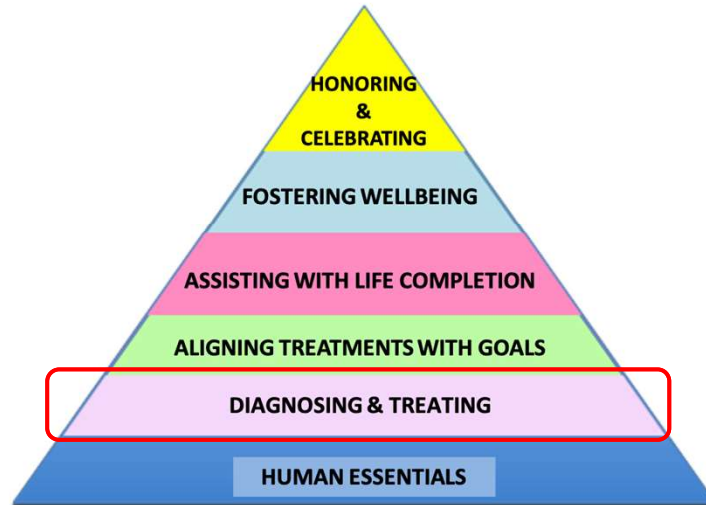 HONORING
&
CELEBRATING
FOSTERING WELLBEING
ASSISTING WITH LIFE COMPLETION
ALIGNING TREATMENTS WITH GOALS
DIAGNOSING & TREATING
HUMAN ESSENTIALS